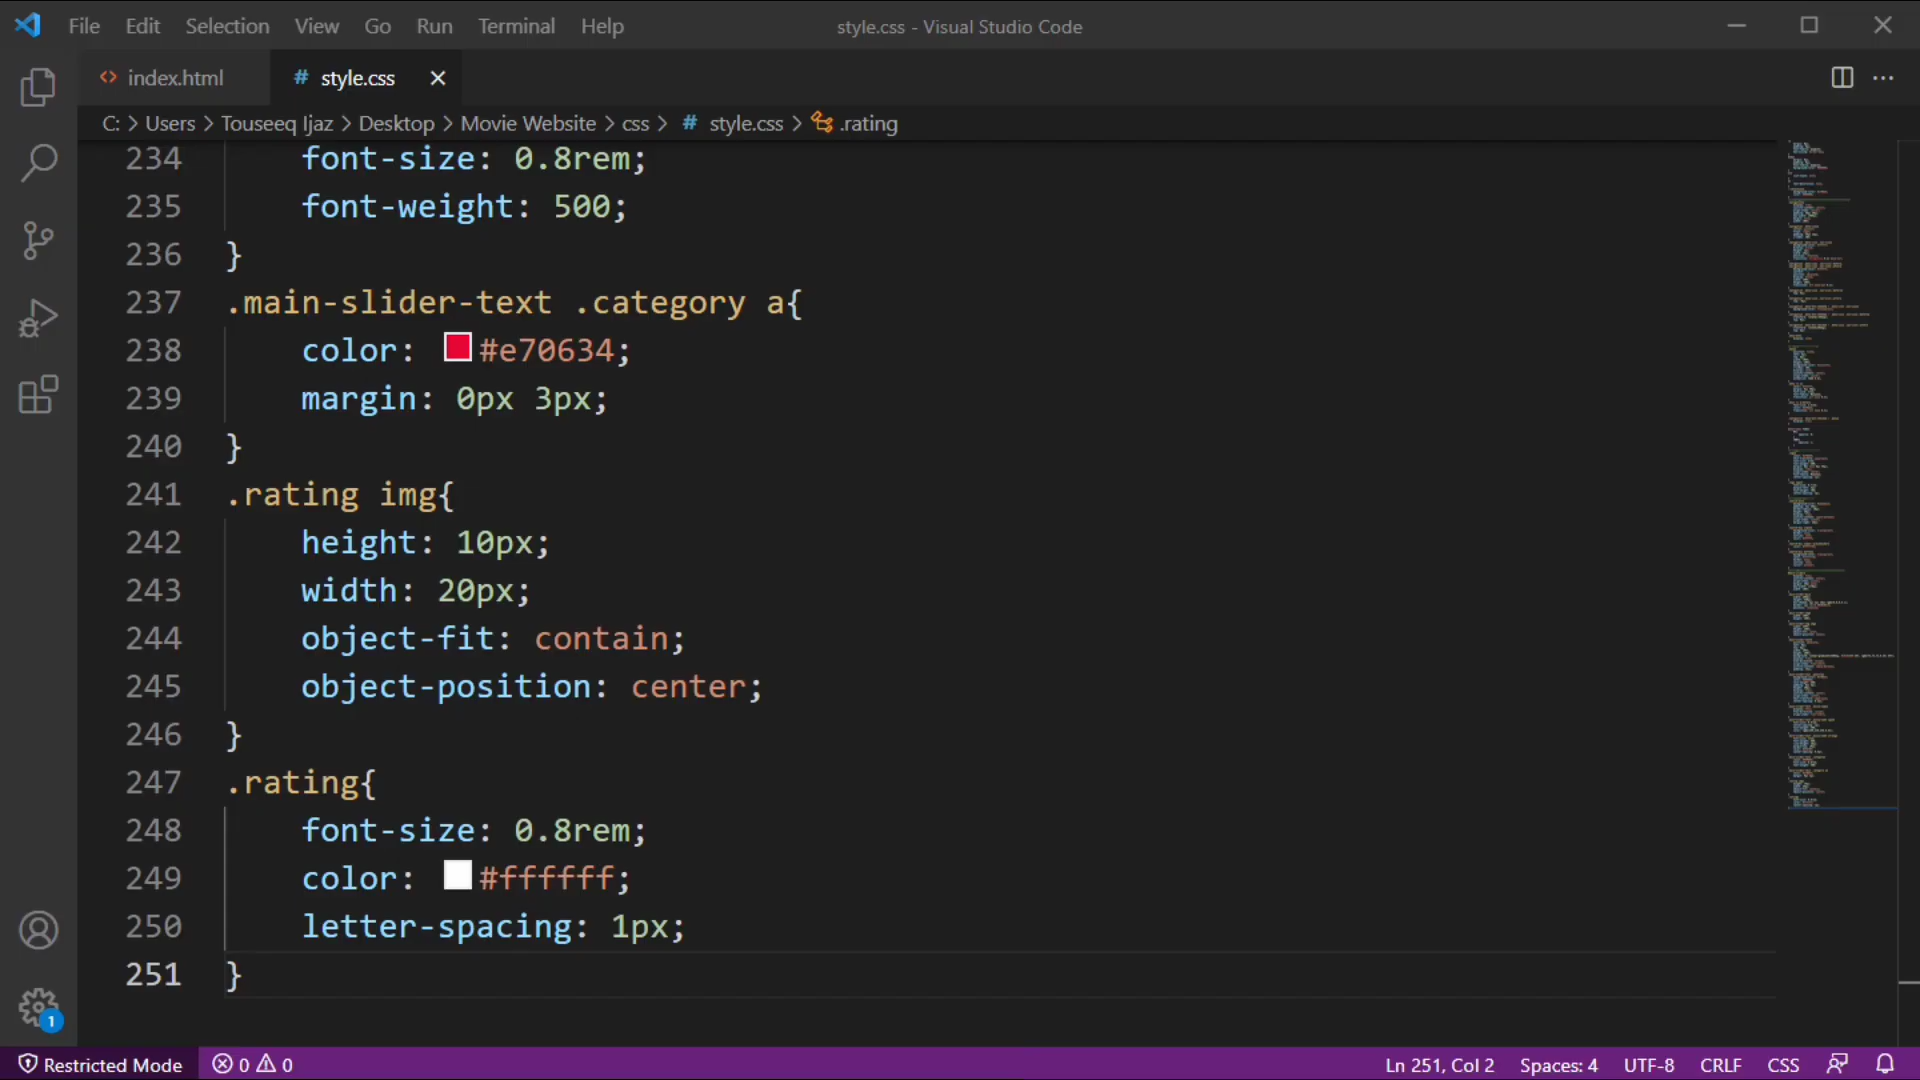 File Edit Selection View Go Run Terminal Help style.css - Visual Studio Code
index.html # style.css
C: > Users > Touseeq Ijaz > Desktop > Movie Website > css > # style.css > .rating
234 font-size: 0.8rem;
235 font-weight: 500;
236 }
237 .main-slider-text .category a{
238 color: #e70634;
239 margin: 0px 3px;
240 }
241 .rating img{
242 height: 10px;
243 width: 20px;
244 object-fit: contain;
245 object-position: center;
246 }
247 .rating{
248 font-size: 0.8rem;
249 color: #ffffff;
250 letter-spacing: 1px;
251 }
1
Restricted Mode 0 0 Ln 251, Col 2 Spaces: 4 UTF-8 CRLF CSS